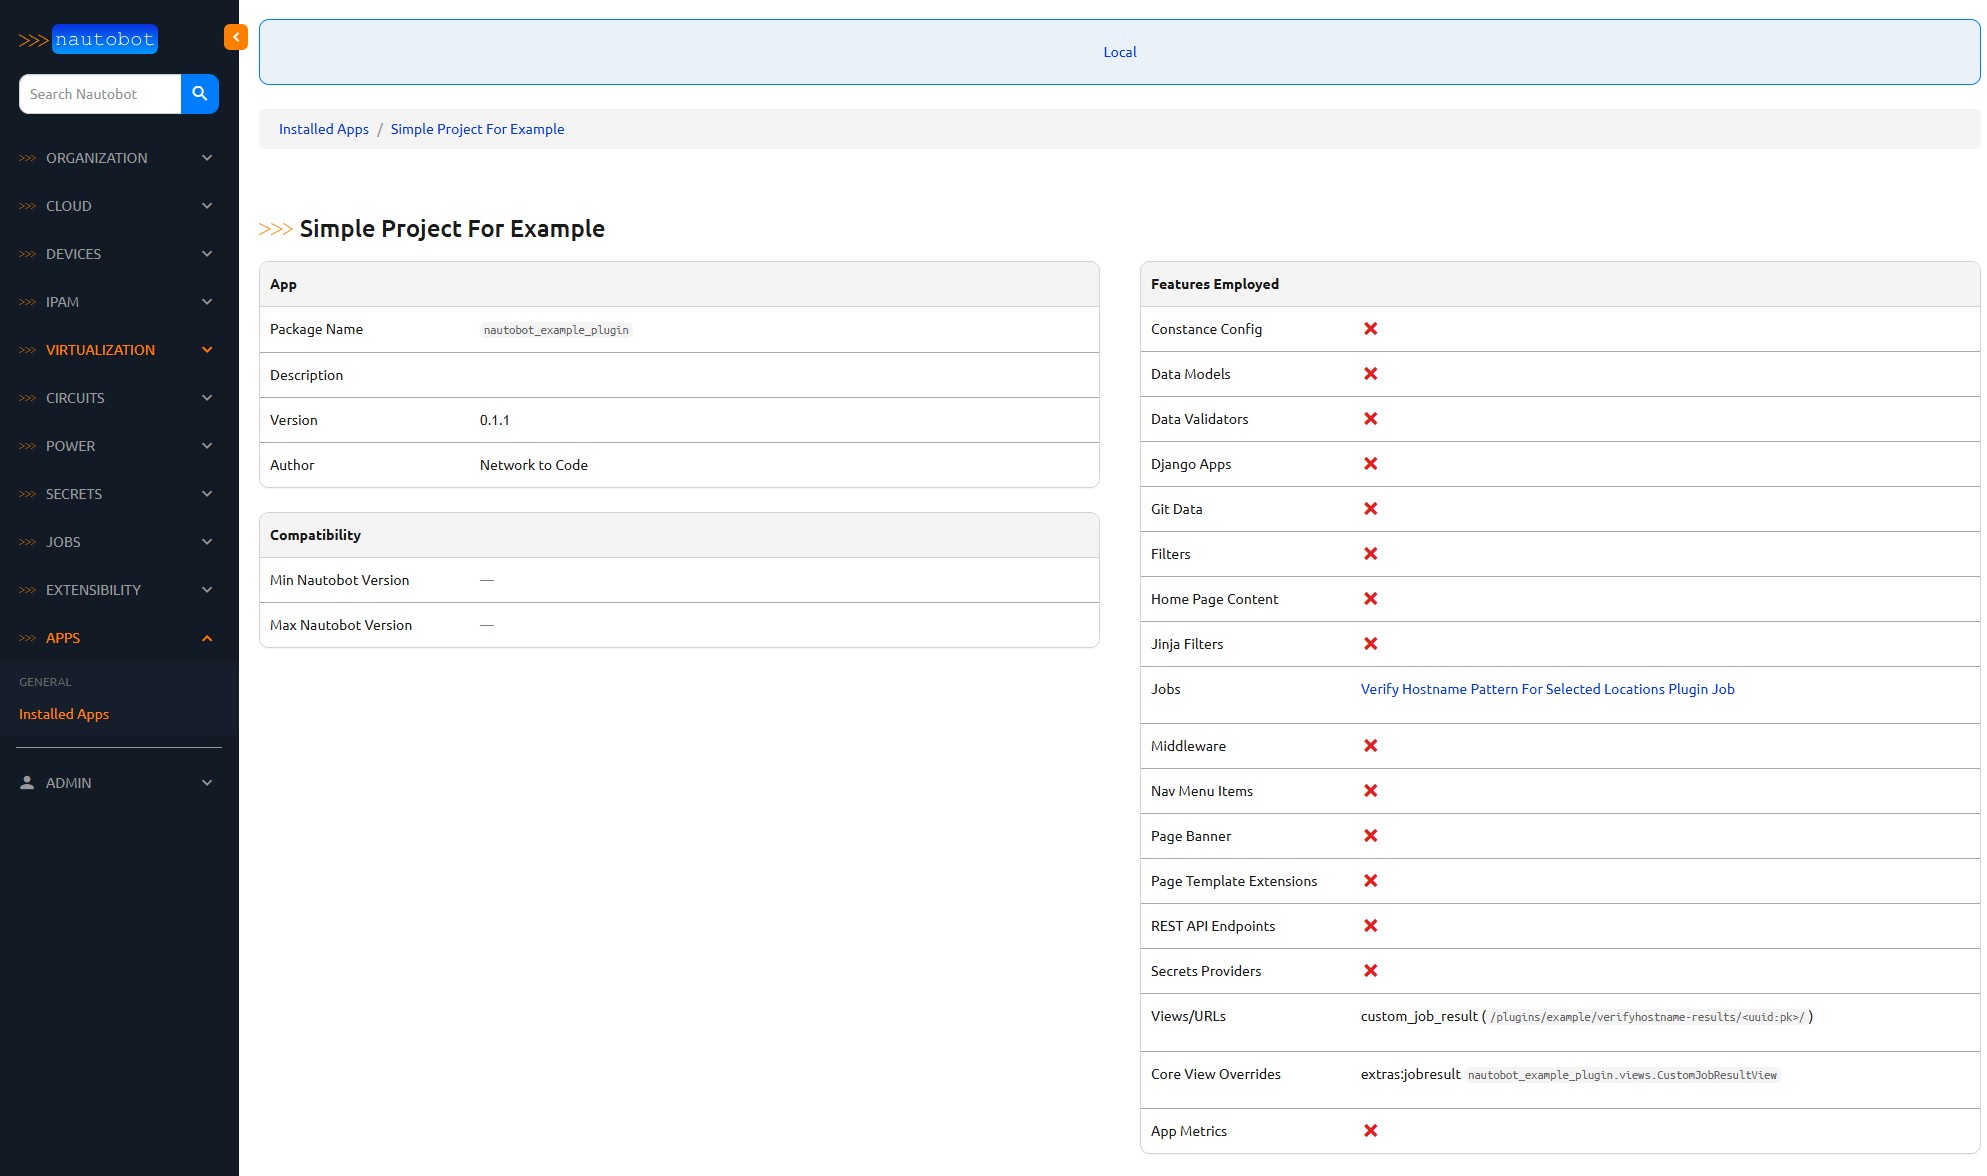 >>> nautobot
Search Nautobot
>>> ORGANIZATION
>>> CLOUD
>>> DEVICES
>>> IPAM
>>> VIRTUALIZATION
>>> CIRCUITS
>>> POWER
>>> SECRETS
>>> JOBS
>>> EXTENSIBILITY
>>> APPS
GENERAL
Installed Apps
ADMIN
Local
Installed Apps / Simple Project For Example
>>> Simple Project For Example
App
Package Name nautobot_example_plugin
Description
Version 0.1.1
Author Network to Code
Compatibility
Min Nautobot Version —
Max Nautobot Version —
Features Employed
Constance Config
Data Models
Data Validators
Django Apps
Git Data
Filters
Home Page Content
Jinja Filters
Jobs Verify Hostname Pattern For Selected Locations Plugin Job
Middleware
Nav Menu Items
Page Banner
Page Template Extensions
REST API Endpoints
Secrets Providers
Views/URLs custom_job_result ( /plugins/example/verifyhostname-results/<uuid:pk>/ )
Core View Overrides extras:jobresult nautobot_example_plugin.views.CustomJobResultView
App Metrics